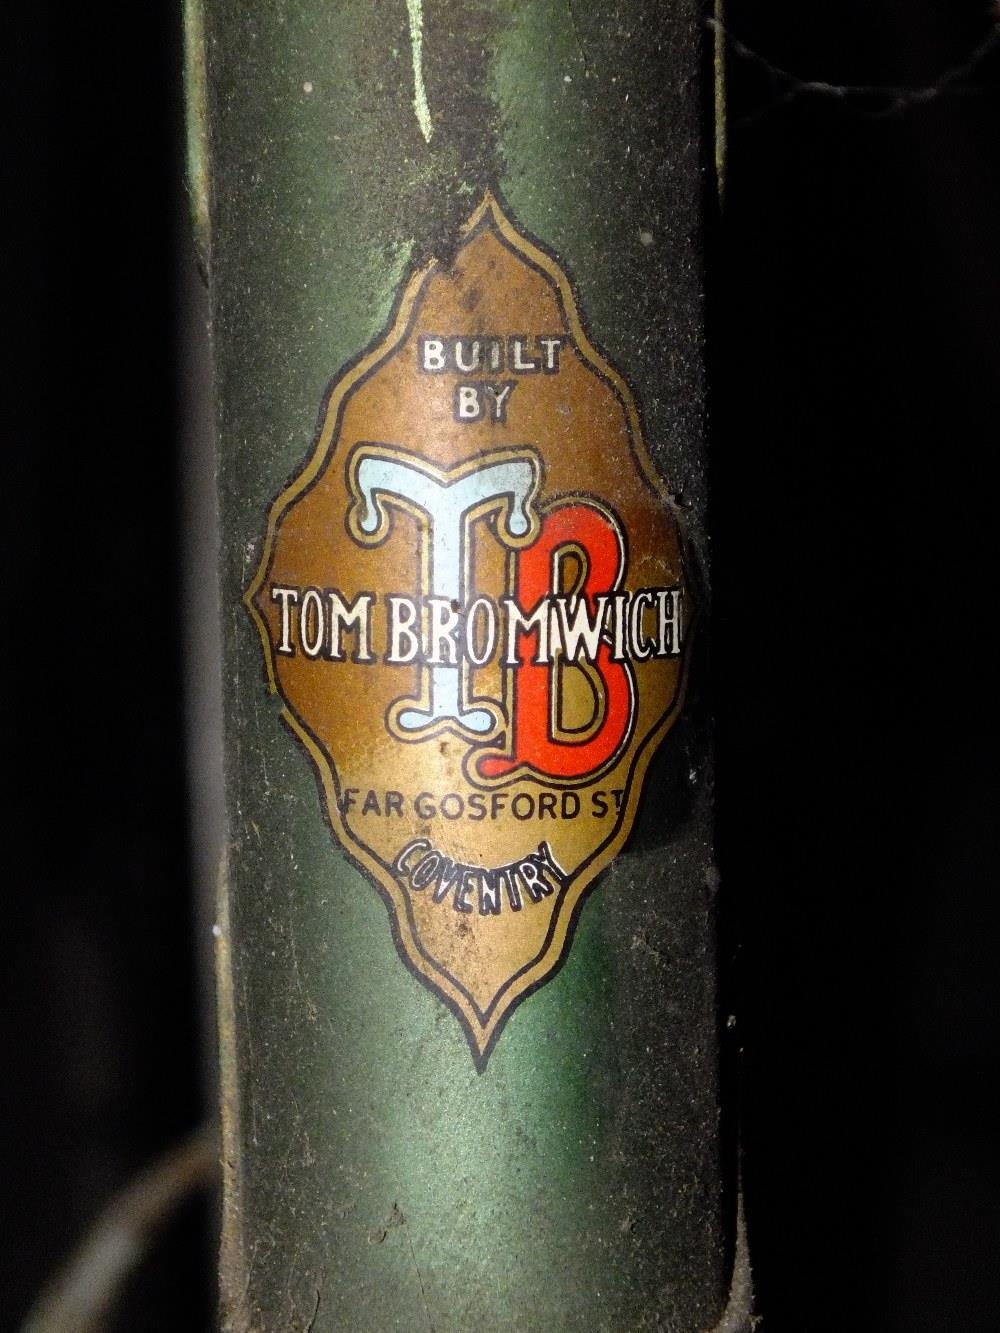 BUILT
BY
TB
TOM BROMWICH
FAR GOSFORD ST
COVENTRY